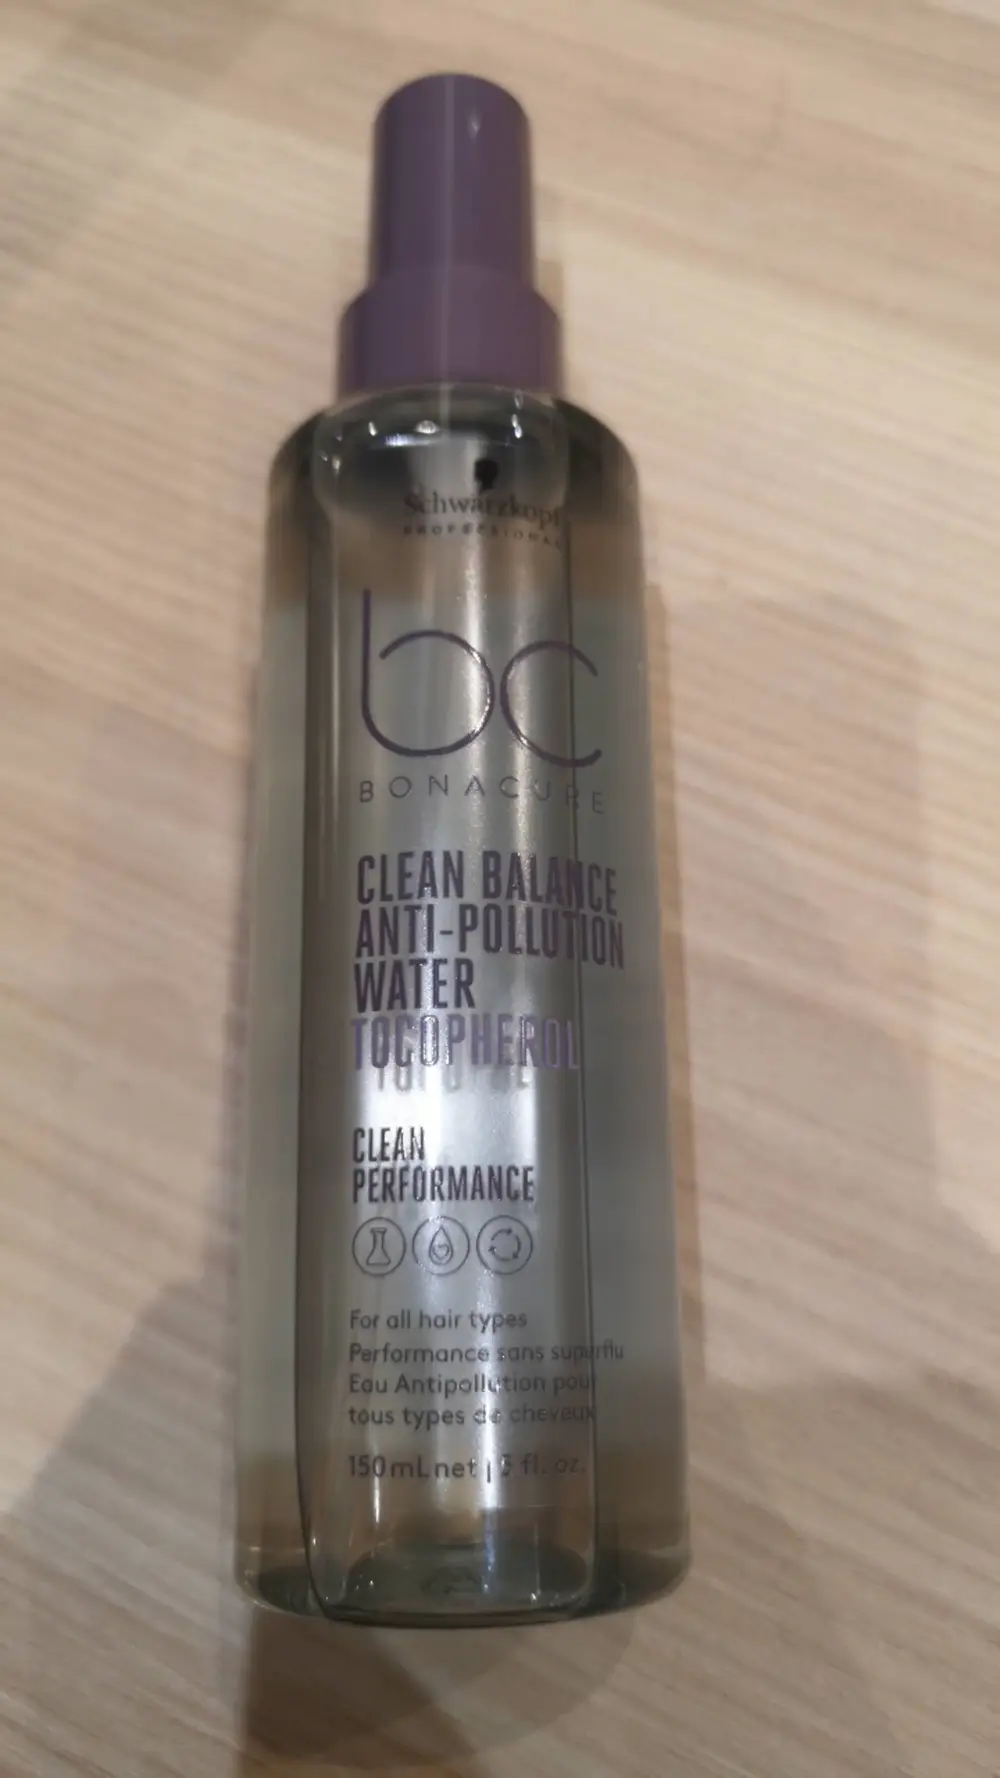 Schwarzkopf
PROFESSIONAL
bc
BONACURE
CLEAN BALANCE
ANTI-POLLUTION
WATER
TOCOPHEROL
CLEAN
PERFORMANCE
For all hair types
Performance sans superflu
Eau Antipollution pour
tous types de cheveux
150 mL net | 5 fl. oz.